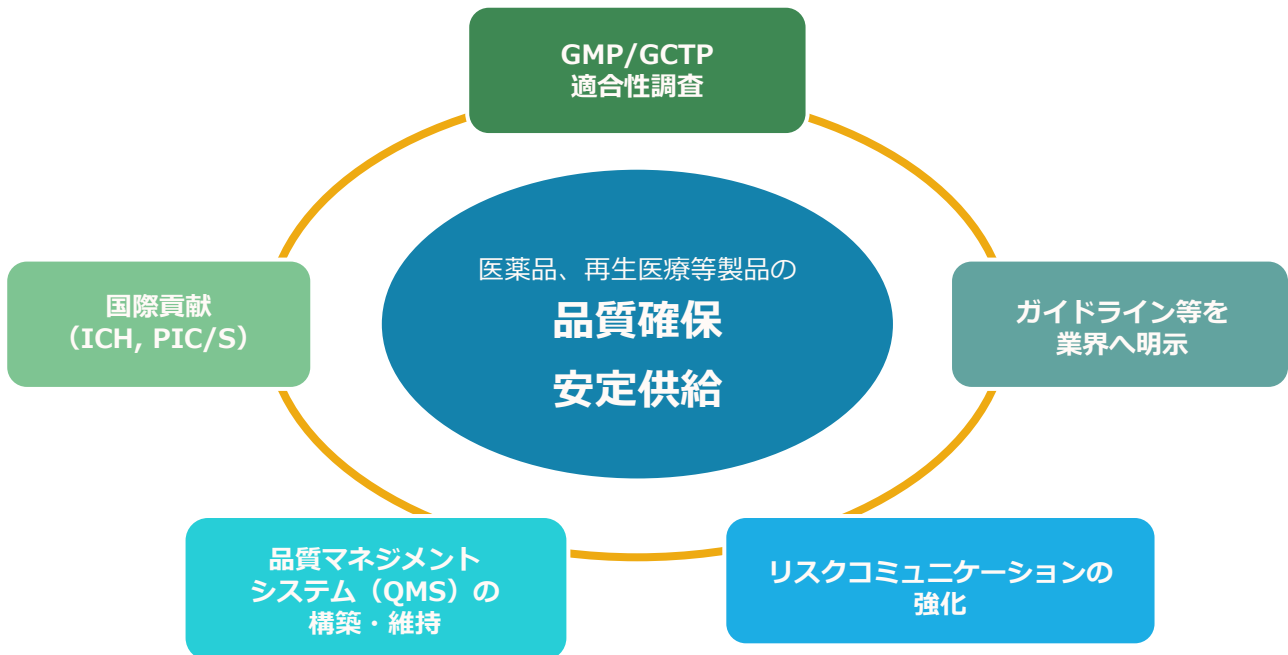 GMP/GCTP
適合性調査
医薬品、再生医療等製品の
品質確保
安定供給
国際貢献
（ICH, PIC/S）
ガイドライン等を
業界へ明示
品質マネジメント
システム（QMS）の
構築・維持
リスクコミュニケーションの
強化